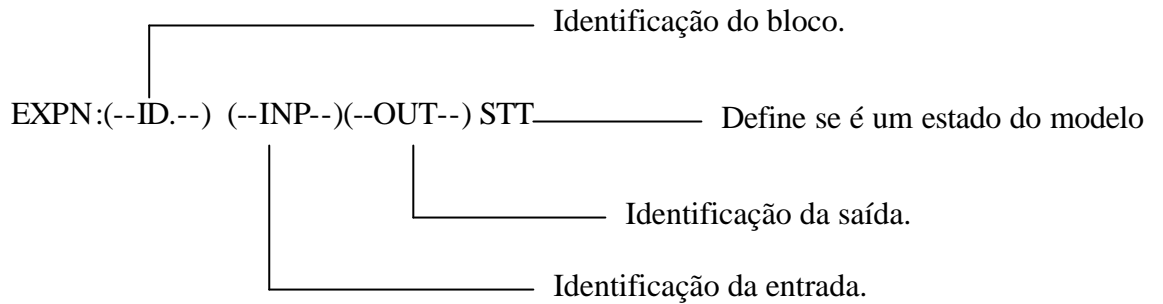 Identificação do bloco.
EXPN:(--ID.--) (--INP--)(--OUT--) STT
Define se é um estado do modelo
Identificação da saída.
Identificação da entrada.